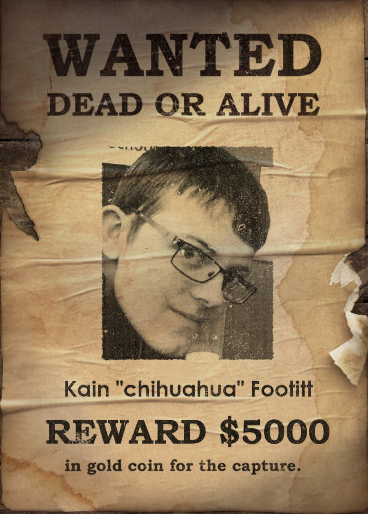 WANTED
DEAD OR ALIVE
Kain "chihuahua" Footitt
REWARD $5000
in gold coin for the capture.